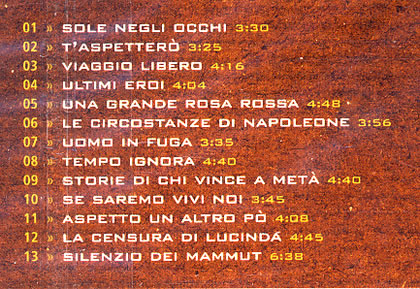 01 » SOLE NEGLI OCCHI 3:30
02 » T'ASPETTERÒ 3:25
03 » VIAGGIO LIBERO 4:16
04 » ULTIMI EROI 4:04
05 » UNA GRANDE ROSA ROSSA 4:48
06 » LE CIRCOSTANZE DI NAPOLEONE 3:56
07 » UOMO IN FUGA 3:35
08 » TEMPO IGNORA 4:40
09 » STORIE DI CHI VINCE A METÀ 4:40
10 » SE SAREMO VIVI NOI 3:45
11 » ASPETTO UN ALTRO PÒ 4:08
12 » LA CENSURA DI LUCINDA 4:45
13 » SILENZIO DEI MAMMUT 6:38